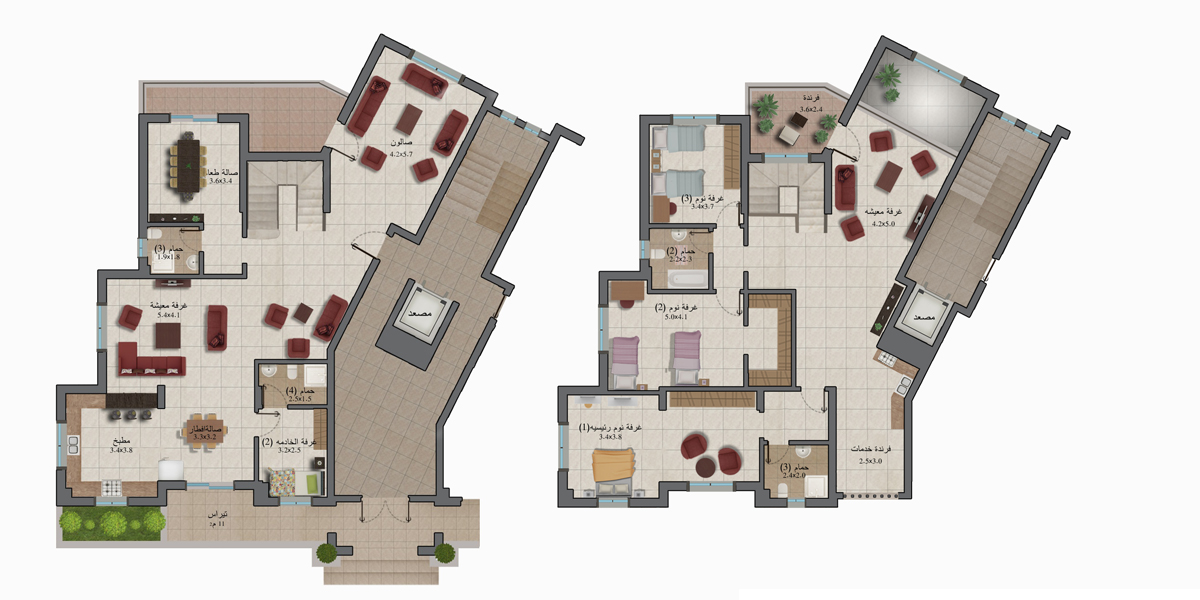 صالون
4.2x5.7
صالة طعا
3.6x3.4
حمام (3)
1.9x1.8
غرفة معيشة
5.4x4.1
مصعد
حمام (4)
2.5x1.5
صالة افطار
3.3x3.2
مطبخ
3.4x3.8
غرفة الخادمه (2)
3.2x2.5
تيراس
11 م2
فرندة
3.6x2.4
غرفة نوم (3)
3.4x3.7
غرفة معيشه
4.2x5.0
حمام (2)
2.2x2.3
غرفة نوم (2)
5.0x4.1
مصعد
غرفة نوم رئيسيه(1)
3.4x3.8
فرندة خدمات
2.5x3.0
حمام (3)
2.4x2.0